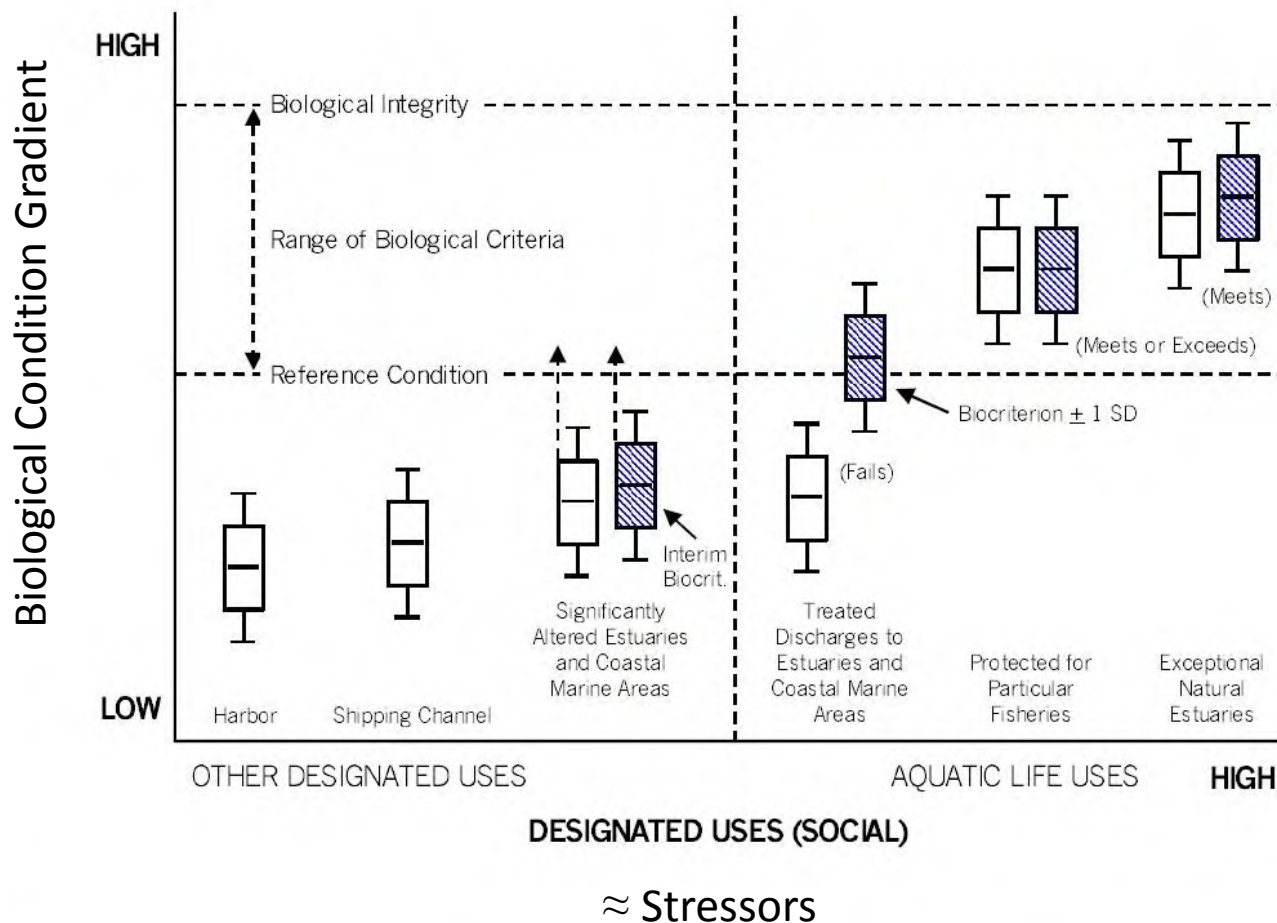 Biological Condition Gradient
HIGH
Biological Integrity
Range of Biological Criteria
Reference Condition
(Meets)
(Meets or Exceeds)
Biocriterion ± 1 SD
(Fails)
Interim
Biocrit.
Significantly
Altered Estuaries
and Coastal
Marine Areas
Treated
Discharges to
Estuaries and
Coastal Marine
Areas
Protected for
Particular
Fisheries
Exceptional
Natural
Estuaries
LOW
Harbor
Shipping Channel
OTHER DESIGNATED USES
AQUATIC LIFE USES
HIGH
DESIGNATED USES (SOCIAL)
≈ Stressors